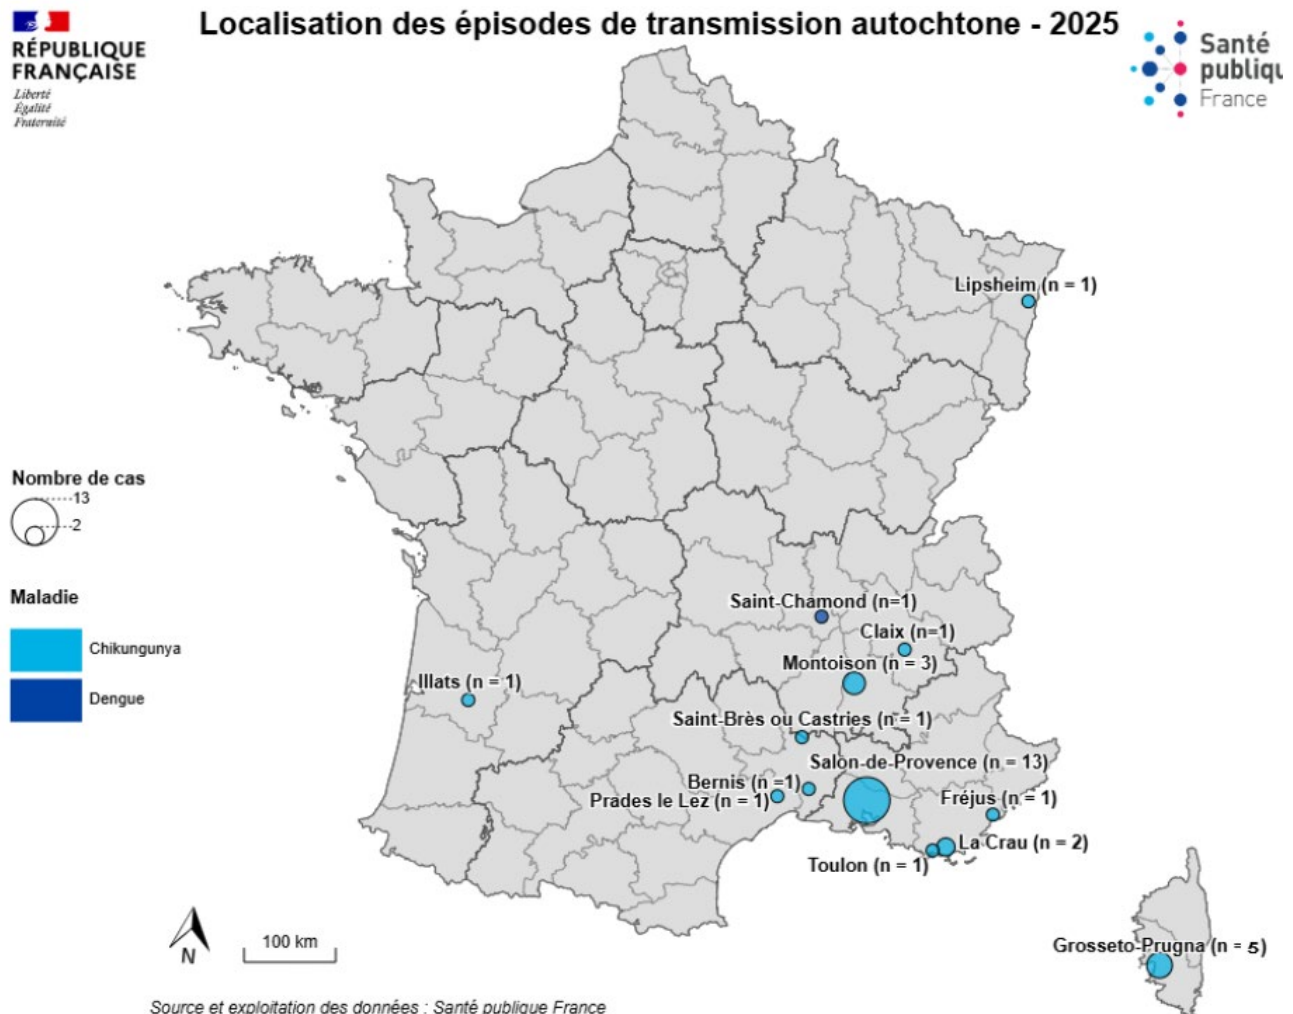 Localisation des épisodes de transmission autochtone - 2025
RÉPUBLIQUE
FRANÇAISE
Liberté
Égalité
Fraternité
Santé
publiqu
France
Lipsheim (n = 1)
Nombre de cas
13
2
Maladie
Chikungunya
Dengue
Saint-Chamond (n=1)
Claix (n=1)
Montoison (n = 3)
Illats (n = 1)
Saint-Brès ou Castries (n = 1)
Salon-de-Provence (n = 13)
Bernis (n =1)
Prades le Lez (n = 1)
Fréjus (n = 1)
La Crau (n = 2)
Toulon (n = 1)
Grosseto-Prugna (n = 5)
N
100 km
Source et exploitation des données : Santé publique France